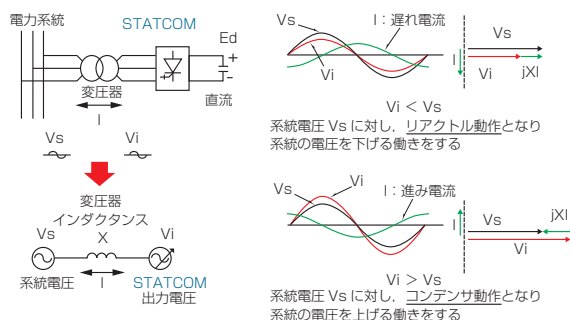 電力系統
STATCOM
Ed
+
-
変圧器
I
直流
Vs
Vi
変圧器
インダクタンス
Vs
X
Vi
I
系統電圧
STATCOM
出力電圧
Vs
I：遅れ電流
Vi
I
Vs
Vi
jXI
Vi < Vs
系統電圧 Vs に対し，リアクトル動作となり
系統の電圧を下げる働きをする
Vs
Vi
I：進み電流
I
Vs
jXI
Vi
Vi > Vs
系統電圧 Vs に対し，コンデンサ動作となり
系統の電圧を上げる働きをする